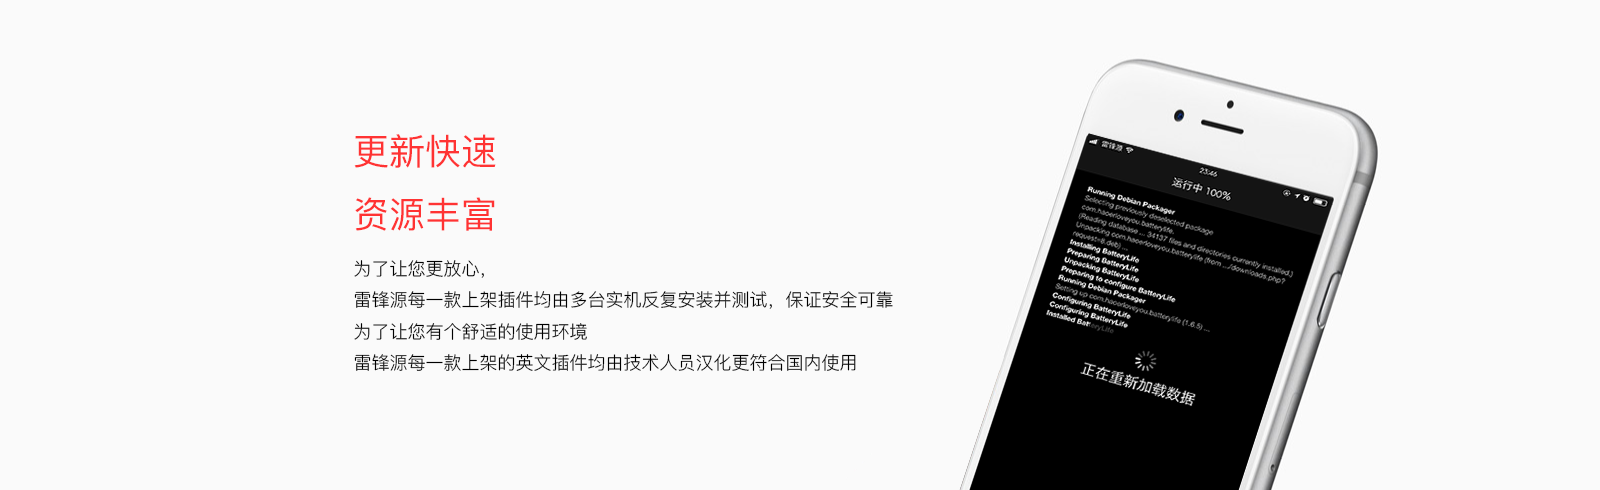 更新快速
资源丰富
为了让您更放心，
雷锋源每一款上架插件均由多台实机反复安装并测试，保证安全可靠
为了让您有个舒适的使用环境
雷锋源每一款上架的英文插件均由技术人员汉化更符合国内使用
雷锋源
23:46
运行中 100%
Running Debian Packager
Selecting previously deselected package
com.haoerloveyou.batterylife.
(Reading database ... 34137 files and directories currently installed.)
Unpacking com.haoerloveyou.batterylife (from .../downloads.php?
request=8.deb) ...
Installing BatteryLife
Preparing BatteryLife
Unpacking BatteryLife
Preparing to configure BatteryLife
Running Debian Packager
Setting up com.haoerloveyou.batterylife (1.6.5) ...
Configuring BatteryLife
Configuring BatteryLife
Installed BatteryLife
正在重新加载数据